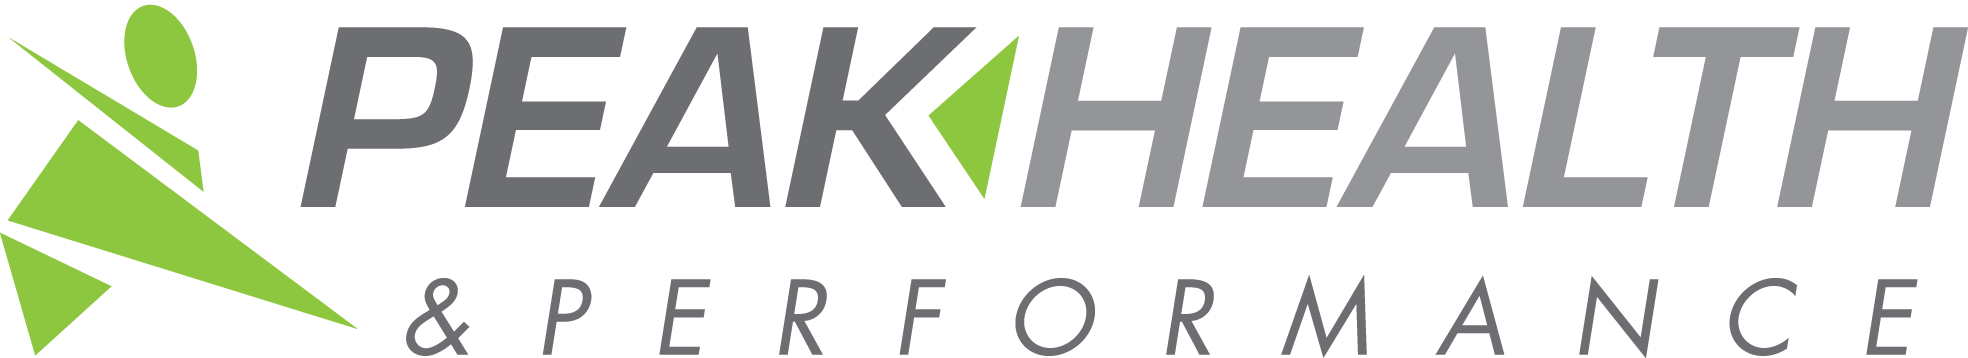 PEAK HEALTH
& PERFORMANCE